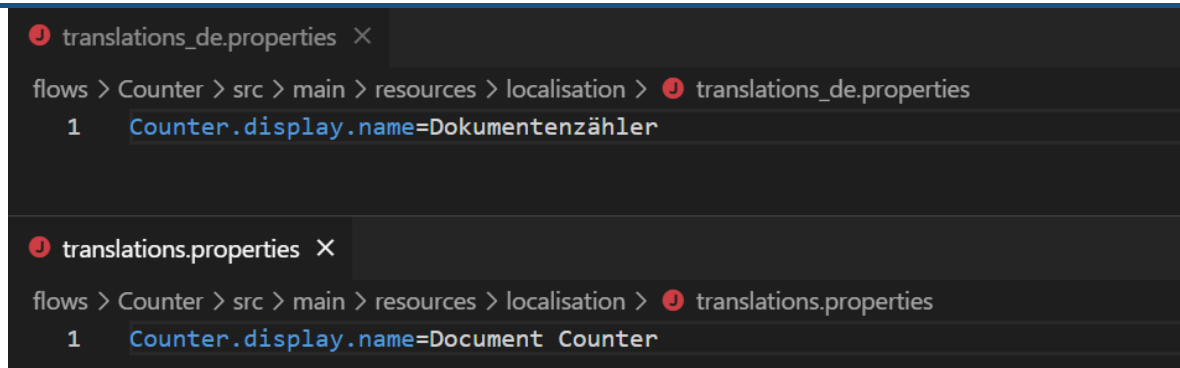 translations_de.properties
flows > Counter > src > main > resources > localisation > translations_de.properties
1 Counter.display.name=Dokumentenzähler
translations.properties
flows > Counter > src > main > resources > localisation > translations.properties
1 Counter.display.name=Document Counter